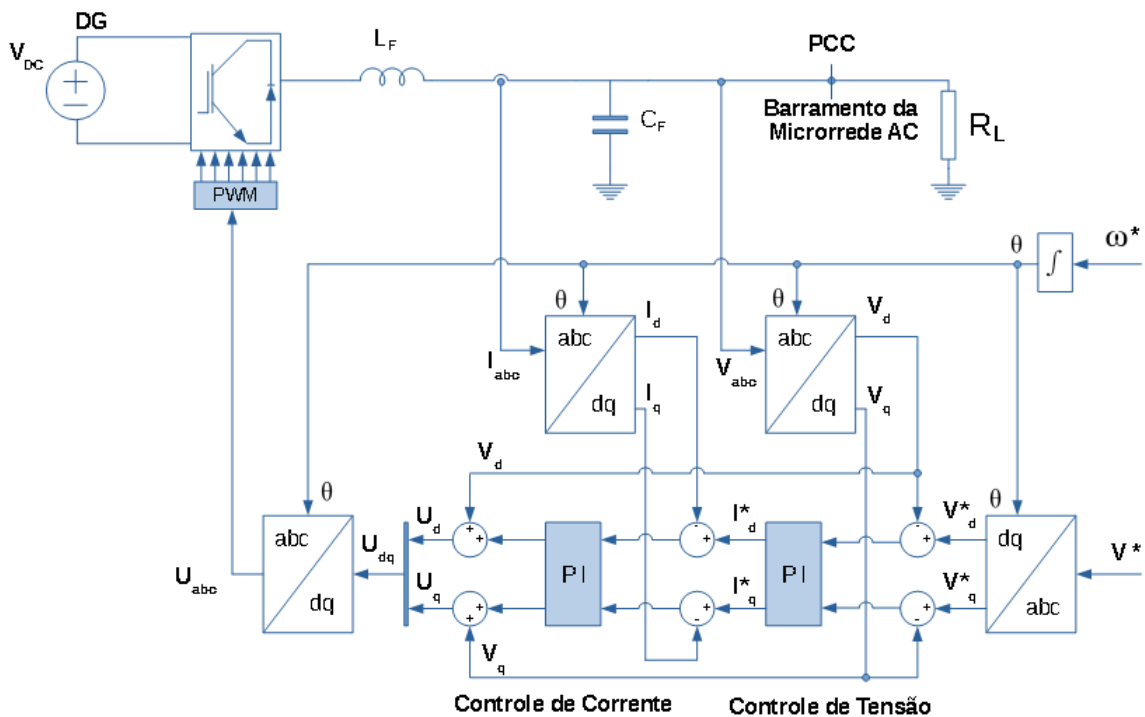 DG
V_DC
L_F
PCC
C_F
Barramento da
Microrrede AC
R_L
PWM
θ
∫
ω*
θ
abc
dq
I_abc
I_d
I_q
θ
abc
dq
V_abc
V_d
V_q
V_d
θ
abc
dq
U_abc
U_dq
U_d
U_q
+
+
+
+
V_q
PI
-
+
+
-
I*_d
I*_q
PI
-
+
+
-
V*_d
V*_q
θ
dq
abc
V*
Controle de Corrente
Controle de Tensão